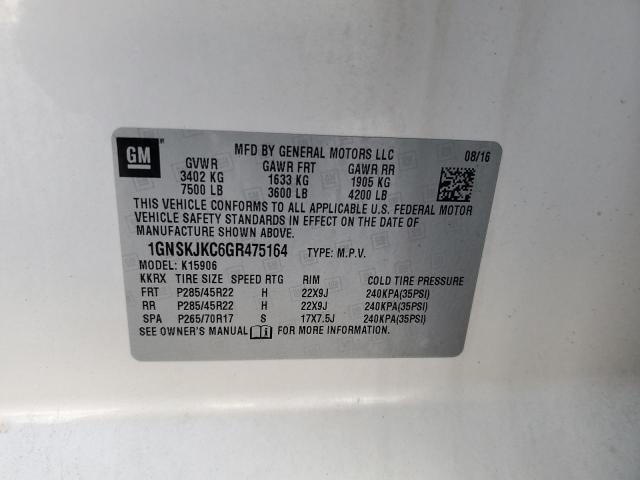 GM
MFD BY GENERAL MOTORS LLC 08/16
GVWR GAWR FRT GAWR RR
3402 KG 1633 KG 1905 KG
7500 LB 3600 LB 4200 LB
THIS VEHICLE CONFORMS TO ALL APPLICABLE U.S. FEDERAL MOTOR
VEHICLE SAFETY STANDARDS IN EFFECT ON THE DATE OF
MANUFACTURE SHOWN ABOVE.
1GNSKJKC6GR475164 TYPE: M.P.V.
MODEL: K15906
KKRX TIRE SIZE SPEED RTG RIM COLD TIRE PRESSURE
FRT P285/45R22 H 22X9J 240KPA(35PSI)
RR P285/45R22 H 22X9J 240KPA(35PSI)
SPA P265/70R17 S 17X7.5J 240KPA(35PSI)
SEE OWNER'S MANUAL FOR MORE INFORMATION.